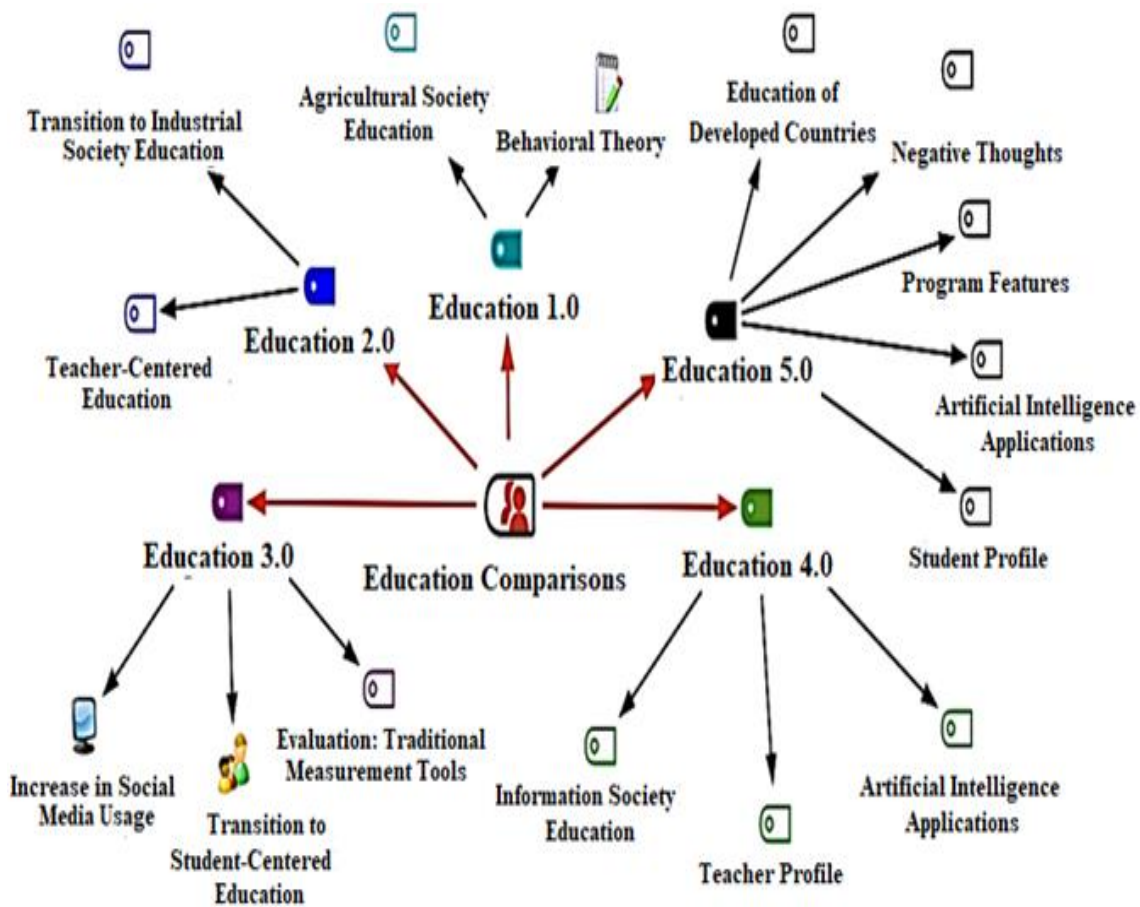 Transition to Industrial
Society Education
Agricultural Society
Education
Behavioral Theory
Education of
Developed Countries
Negative Thoughts
Program Features
Education 1.0
Education 2.0
Education 5.0
Teacher-Centered
Education
Artificial Intelligence
Applications
Student Profile
Education 3.0
Education Comparisons
Education 4.0
Increase in Social
Media Usage
Transition to
Student-Centered
Education
Evaluation: Traditional
Measurement Tools
Information Society
Education
Teacher Profile
Artificial Intelligence
Applications